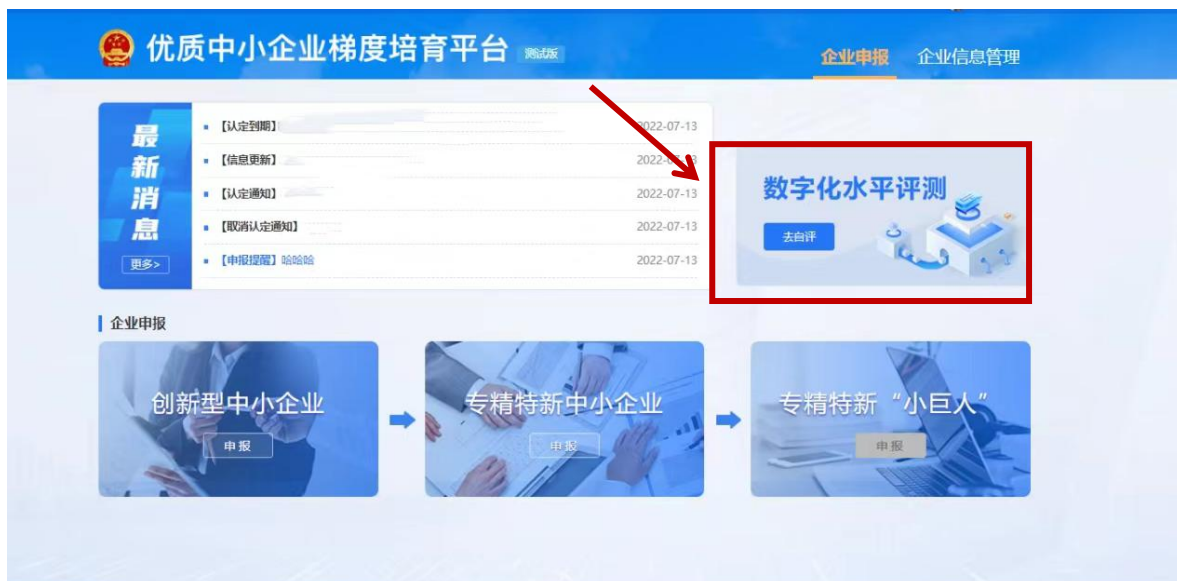 优质中小企业梯度培育平台 测试版
企业申报 企业信息管理
最新消息
更多>
【认定到期】 2022-07-13
【信息更新】 2022-07-13
【认定通知】 2022-07-13
【取消认定通知】 2022-07-13
【申报提醒】哈哈哈 2022-07-13
数字化水平评测
去自评
企业申报
创新型中小企业
申报
专精特新中小企业
申报
专精特新“小巨人”
申报